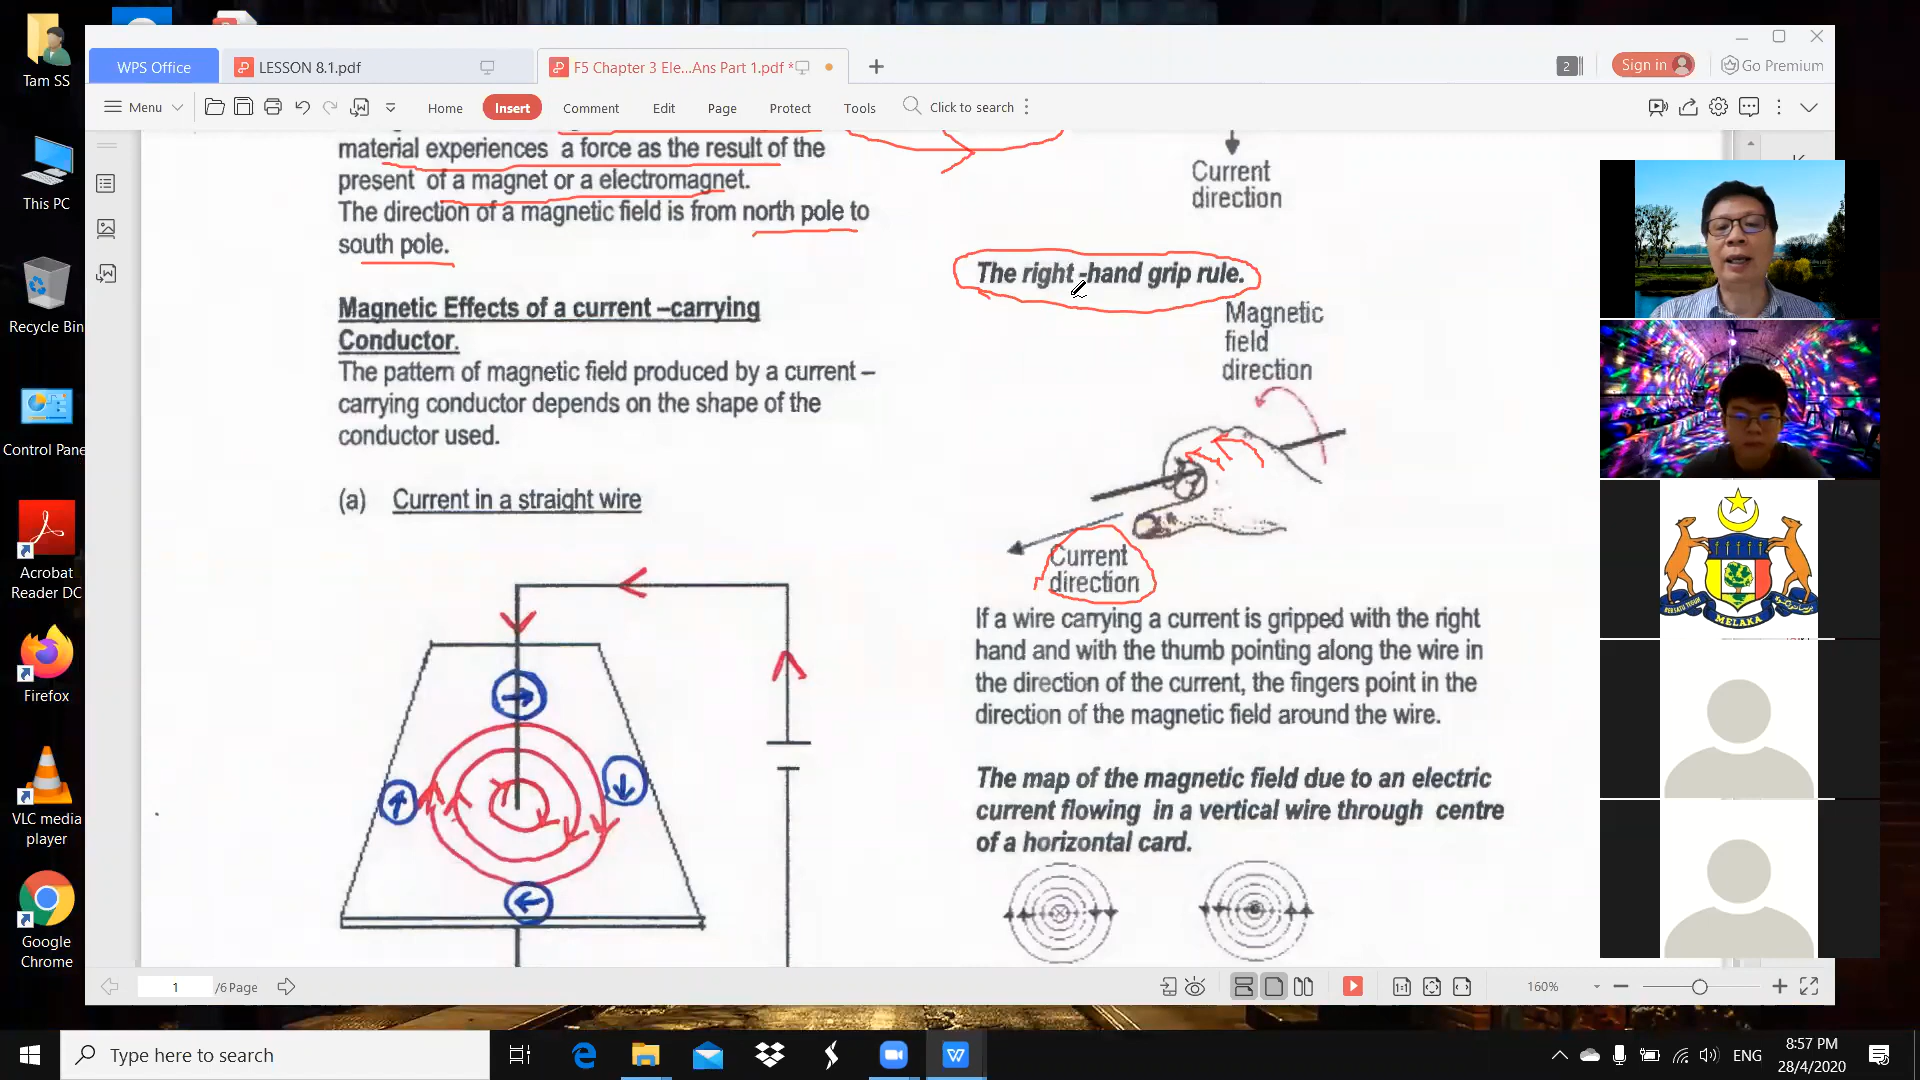 Tam SS
This PC
Recycle Bin
Control Pane
Acrobat
Reader DC
Firefox
VLC media
player
Google
Chrome
WPS Office
LESSON 8.1.pdf
F5 Chapter 3 Ele...Ans Part 1.pdf *
2
Sign in
Go Premium
Menu
Home
Insert
Comment
Edit
Page
Protect
Tools
Click to search
material experiences a force as the result of the
present of a magnet or a electromagnet.
The direction of a magnetic field is from north pole to
south pole.
Magnetic Effects of a current –carrying
Conductor.
The pattern of magnetic field produced by a current –
carrying conductor depends on the shape of the
conductor used.
(a) Current in a straight wire
Current
direction
The right -hand grip rule.
Magnetic
field
direction
Current
direction
If a wire carrying a current is gripped with the right
hand and with the thumb pointing along the wire in
the direction of the current, the fingers point in the
direction of the magnetic field around the wire.
The map of the magnetic field due to an electric
current flowing in a vertical wire through centre
of a horizontal card.
MELAKA
1
/6Page
1:1
160%
Type here to search
ENG
8:57 PM
28/4/2020